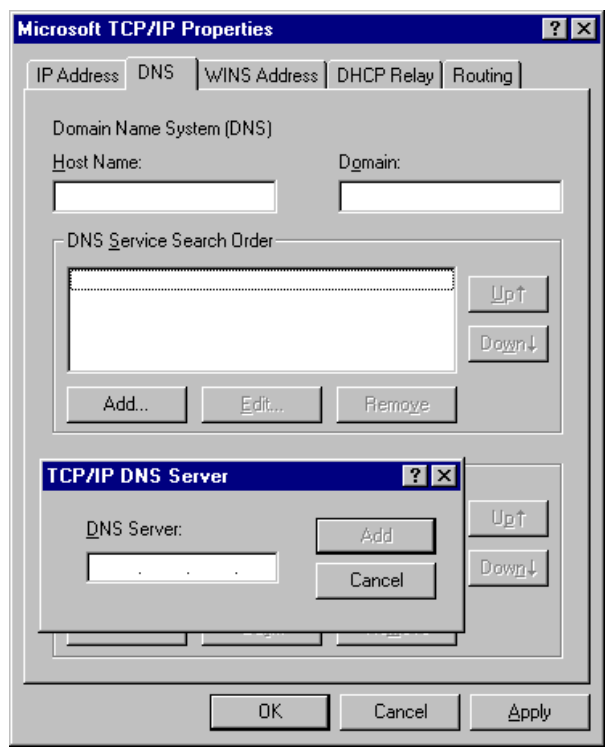 Microsoft TCP/IP Properties
IP Address DNS WINS Address DHCP Relay Routing
Domain Name System (DNS)
Host Name: Domain:
DNS Service Search Order
Up↑
Down↓
Add... Edit... Remove
TCP/IP DNS Server
DNS Server:
. . .
Add
Cancel
Up↑
Down↓
OK Cancel Apply